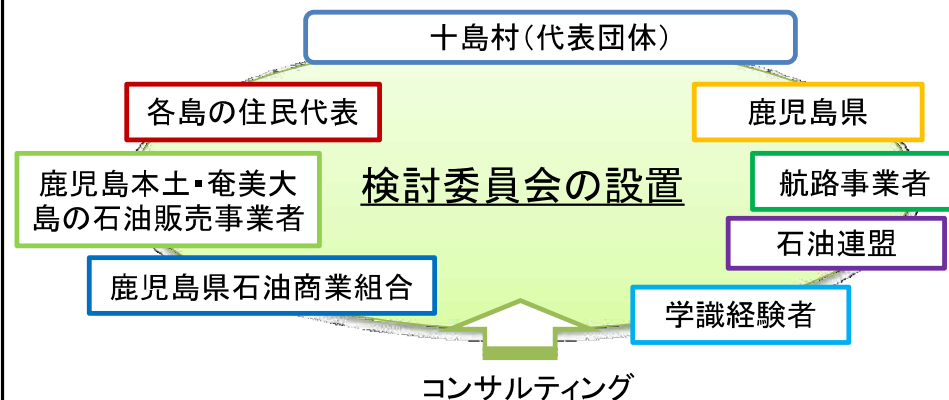 十島村(代表団体)
各島の住民代表
鹿児島県
鹿児島本土・奄美大
島の石油販売事業者
検討委員会の設置
航路事業者
石油連盟
鹿児島県石油商業組合
学識経験者
コンサルティング